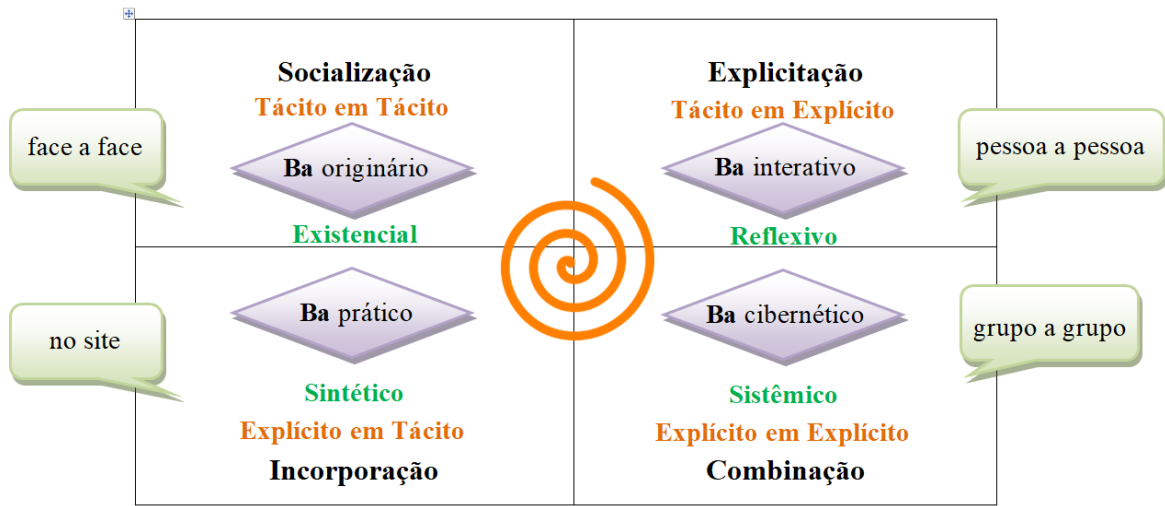 Socialização
Tácito em Tácito
face a face
Ba originário
Existencial
Explicitação
Tácito em Explícito
pessoa a pessoa
Ba interativo
Reflexivo
no site
Ba prático
Sintético
Explícito em Tácito
Incorporação
Ba cibernético
grupo a grupo
Sistêmico
Explícito em Explícito
Combinação